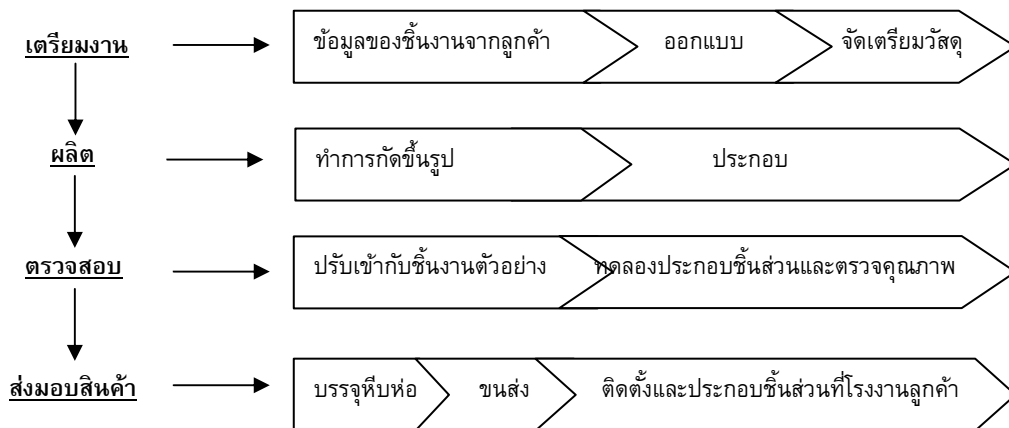 เตรียมงาน ข้อมูลของชิ้นงานจากลูกค้า ออกแบบ จัดเตรียมวัสดุ
ผลิต ทำการกัดขึ้นรูป ประกอบ
ตรวจสอบ ปรับเข้ากับชิ้นงานตัวอย่าง ทดลองประกอบชิ้นส่วนและตรวจคุณภาพ
ส่งมอบสินค้า บรรจุหีบห่อ ขนส่ง ติดตั้งและประกอบชิ้นส่วนที่โรงงานลูกค้า